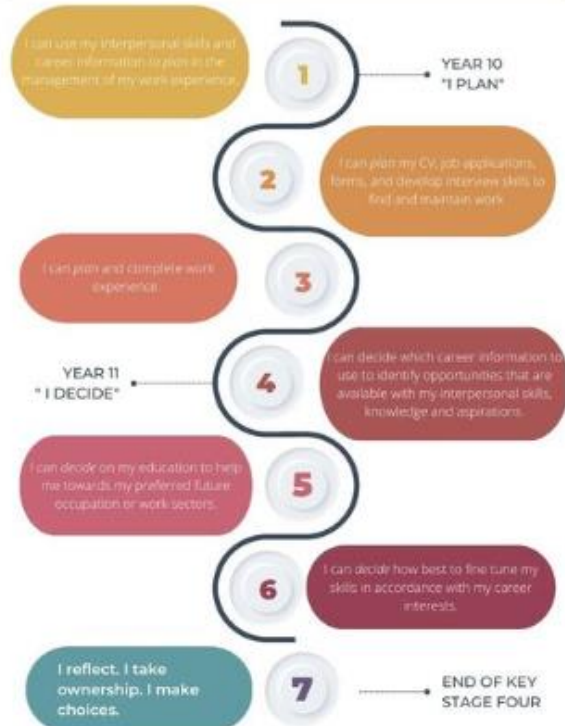 I can use my interpersonal skills and
career information to plan in the
management of my work experience.
1
YEAR 10
"I PLAN"
2
I can plan my CV, job applications,
forms, and develop interview skills to
find and maintain work.
I can plan and complete work
experience.
3
YEAR 11
" I DECIDE"
4
I can decide which career information to
use to identify opportunities that are
available with my interpersonal skills,
knowledge and aspirations.
I can decide on my education to help
me towards my preferred future
occupation or work sectors.
5
6
I can decide how best to fine tune my
skills in accordance with my career
interests.
I reflect. I take
ownership. I make
choices.
7
END OF KEY
STAGE FOUR